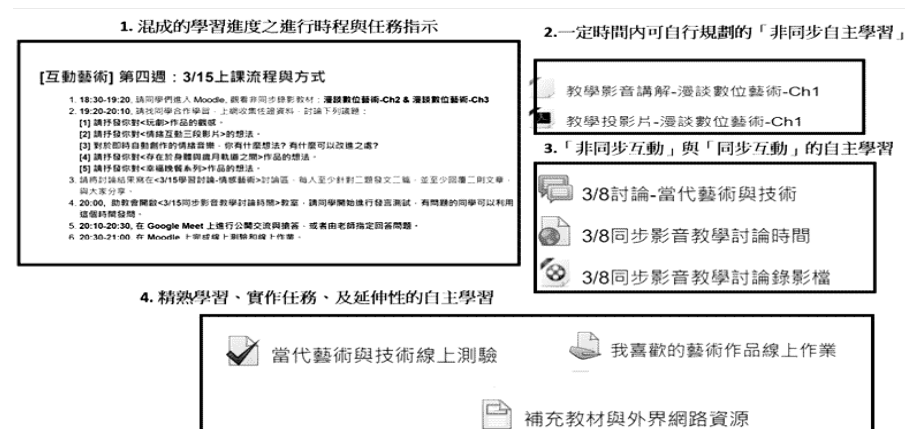 1. 混成的學習進度之進行時程與任務指示
[互動藝術] 第四週：3/15上課流程與方式
1. 18:30-19:20, 請同學們進入 Moodle, 觀看非同步錄影教材：漫談數位藝術-Ch2 & 漫談數位藝術-Ch3
2. 19:20-20:10, 請找同學合作學習，上網收集佐證資料，討論下列議題：
[1] 請抒發你對<玩劇>作品的觀感。
[2] 請抒發你對<情緒互動三段影片>的想法。
[3] 對於即時自動創作的情緒音樂，你有什麼想法? 有什麼可以改進之處?
[4] 請抒發你對<存在於身體與歲月軌道之間>作品的想法。
[5] 請抒發你對<幸福晚餐系列>作品的想法。
3. 請將討論結果寫在<3/15學習討論-情感藝術>討論區，每人至少針對二題發文二篇，並至少回覆二則文章，
與大家分享。
4. 20:00, 助教會開啟<3/15同步影音教學討論時間>教室，請同學開始進行發言測試，有問題的同學可以利用
這個時間發問。
5. 20:10-20:30, 在 Google Meet 上進行公開交流與搶答，或者由老師指定回答問題。
6. 20:30-21:00, 在 Moodle 上完成線上測驗和線上作業。
2.一定時間內可自行規劃的「非同步自主學習」
教學影音講解-漫談數位藝術-Ch1
教學投影片-漫談數位藝術-Ch1
3.「非同步互動」與「同步互動」的自主學習
3/8討論-當代藝術與技術
3/8同步影音教學討論時間
3/8同步影音教學討論錄影檔
4. 精熟學習、實作任務、及延伸性的自主學習
當代藝術與技術線上測驗
我喜歡的藝術作品線上作業
補充教材與外界網路資源